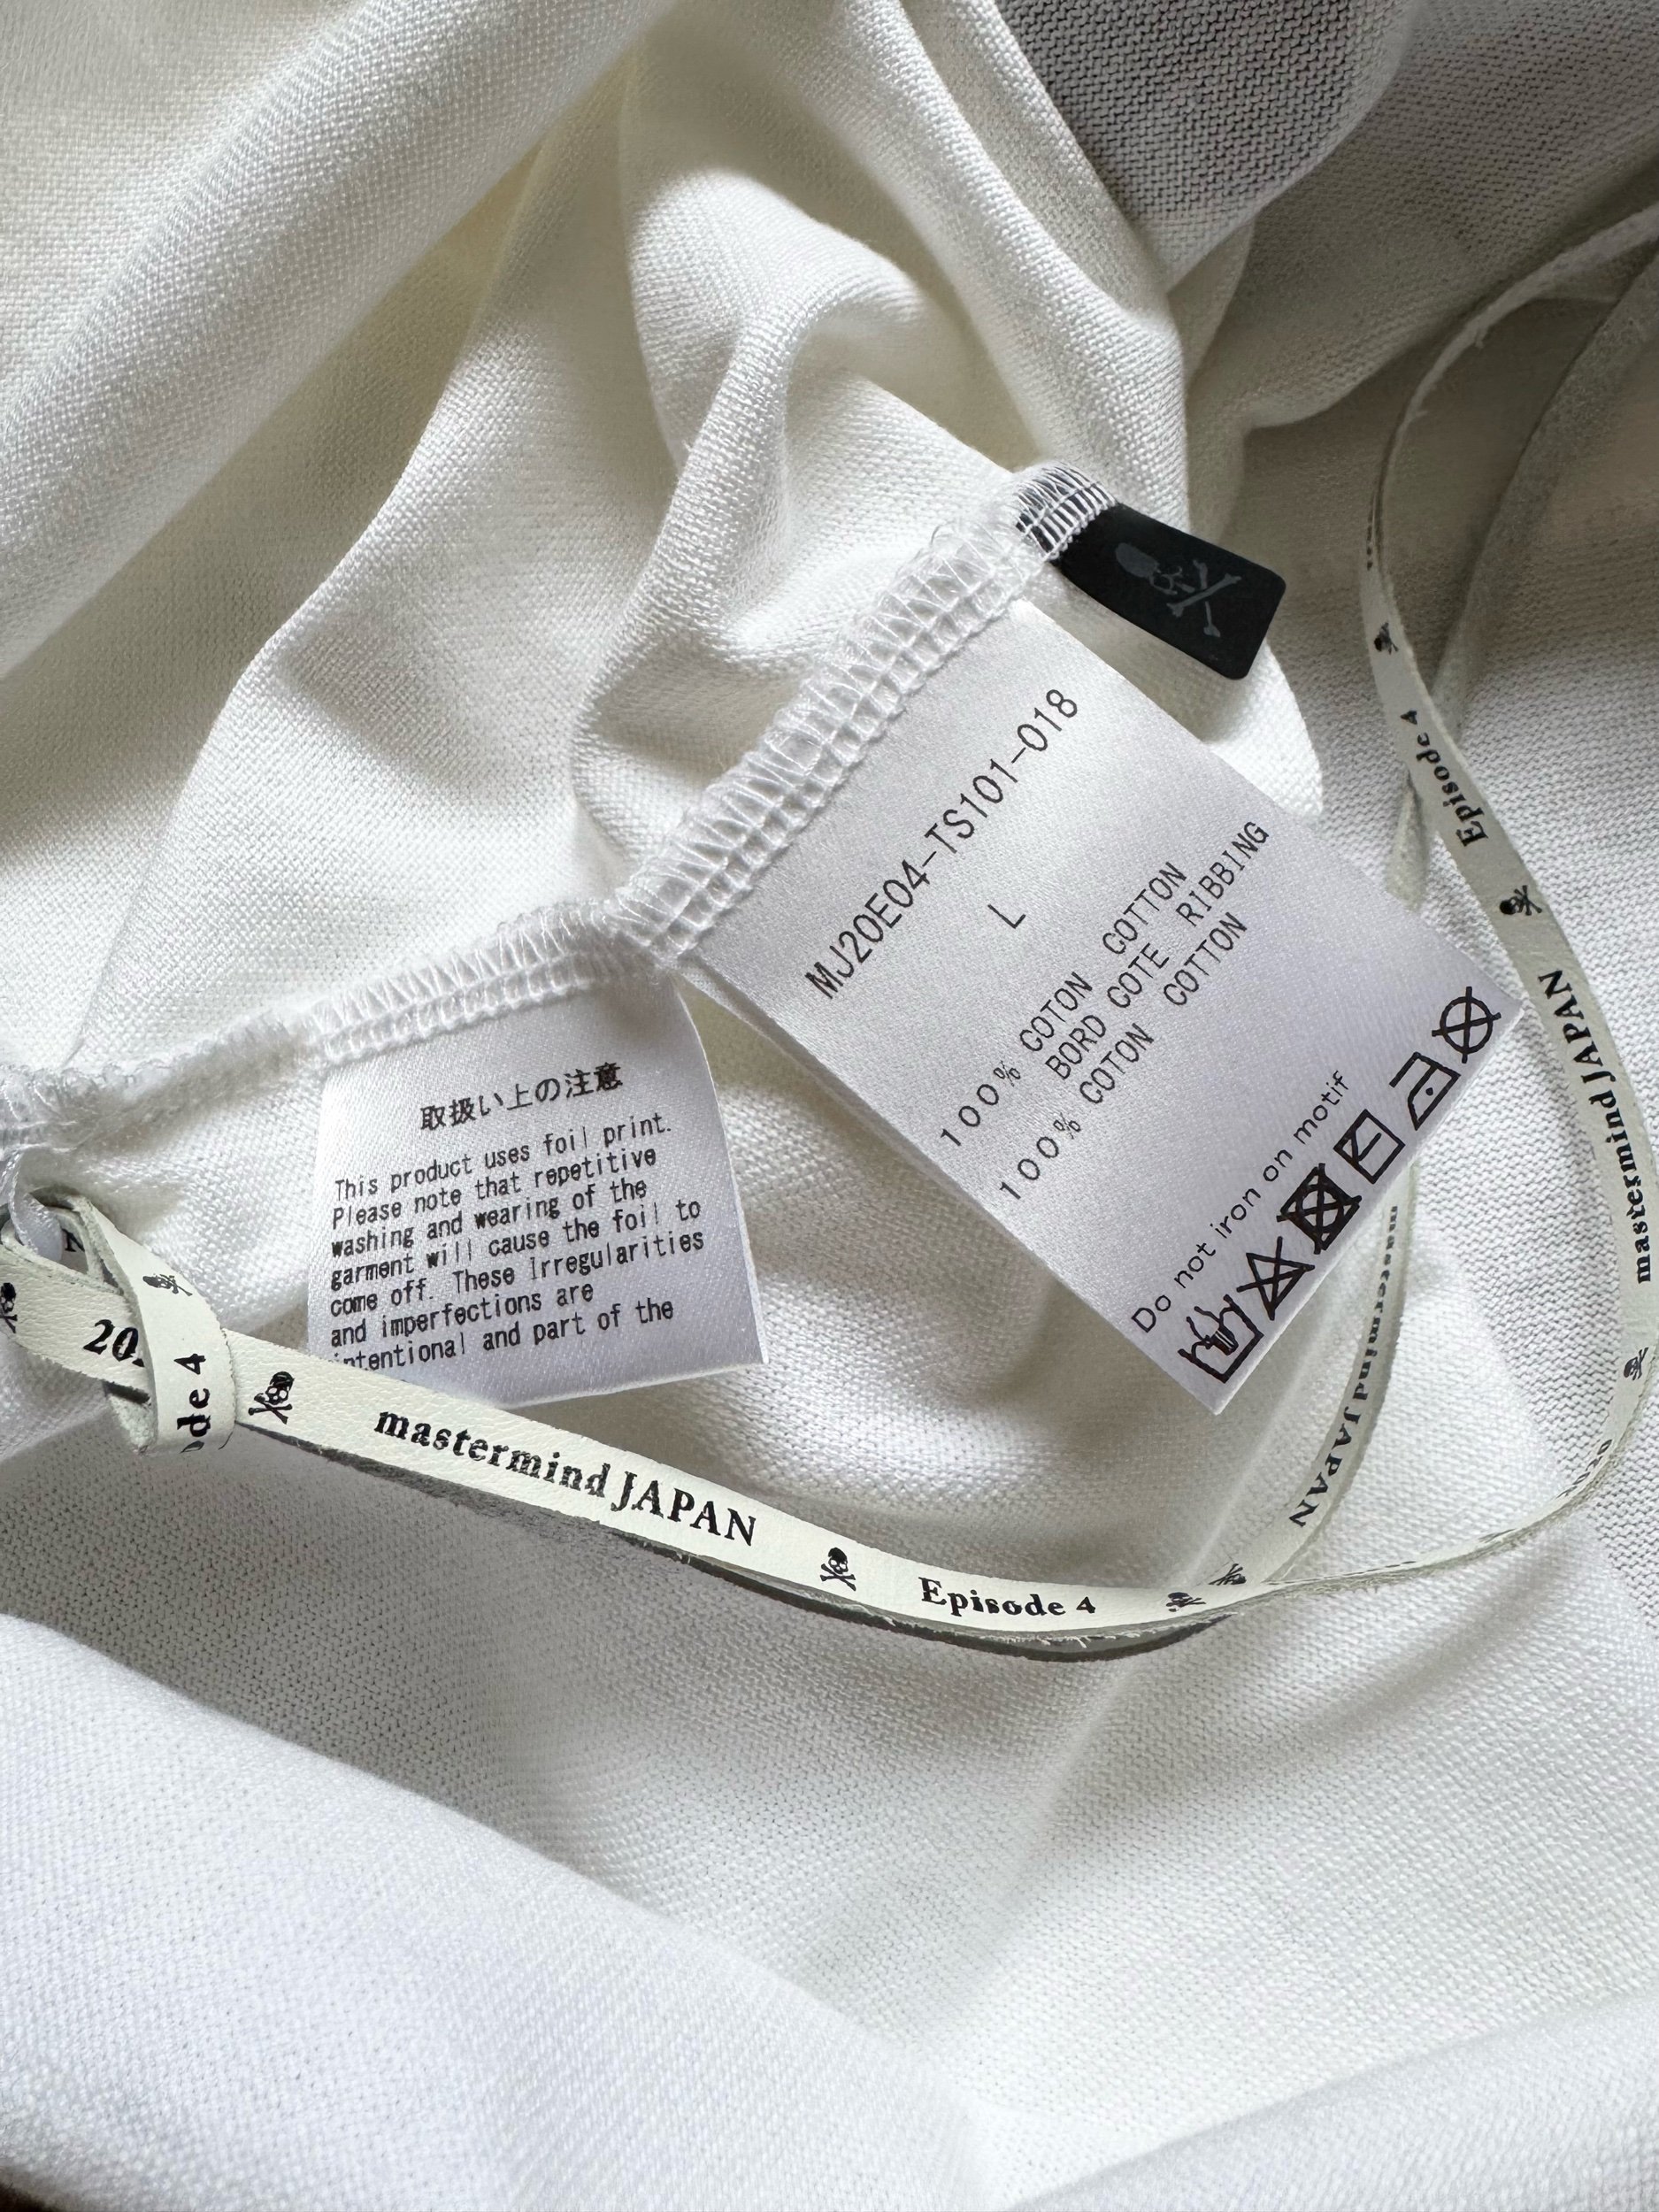 MJ20E04-TS101-018
L
100% COTON COTTON
BORD COTE RIBBING
100% COTON COTTON
Do not iron on motif
取扱い上の注意
This product uses foil print.
Please note that repetitive
washing and wearing of the
garment will cause the foil to
come off. These Irregularities
and imperfections are
intentional and part of the
mastermind JAPAN
Episode 4
Episode 4
mastermind JAPAN
mastermind JAPAN